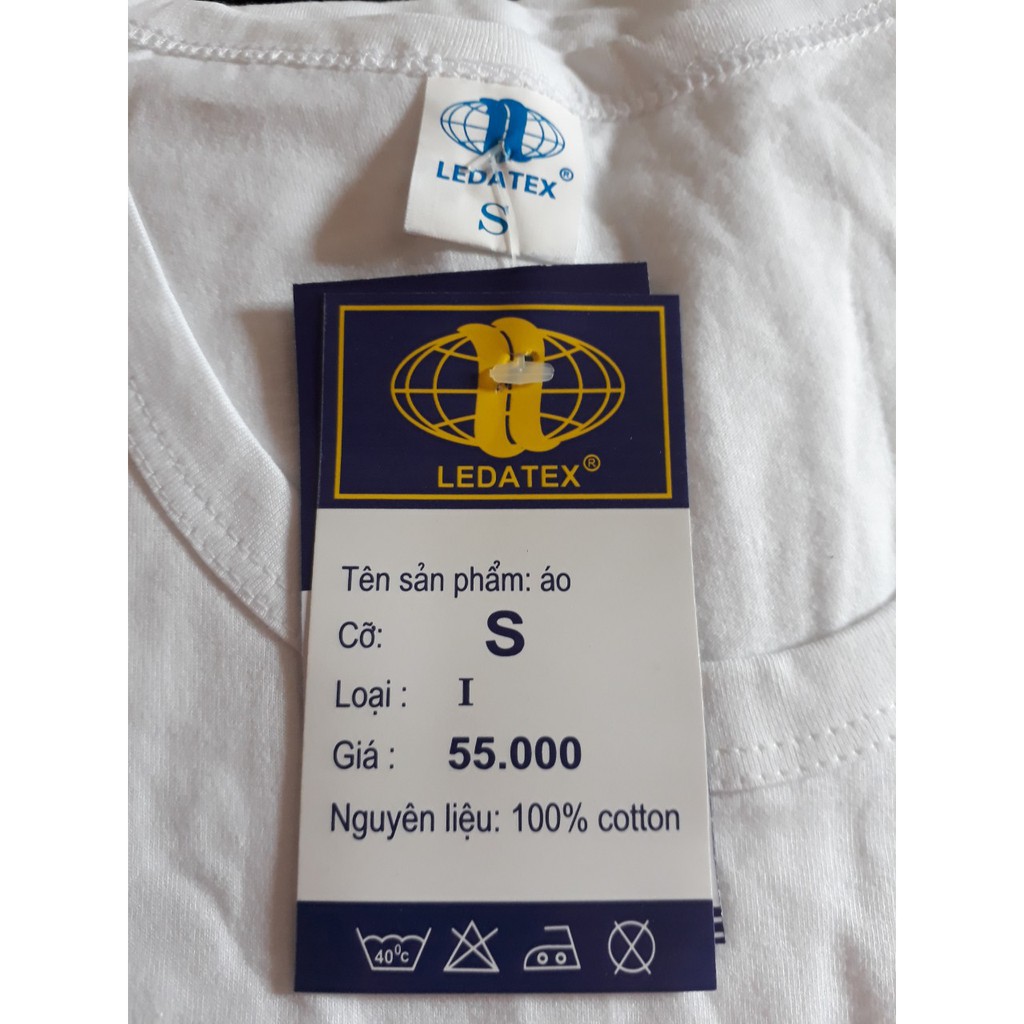 LEDATEX®
S
LEDATEX®
Tên sản phẩm: áo
Cỡ: S
Loại : I
Giá : 55.000
Nguyên liệu: 100% cotton
40°C